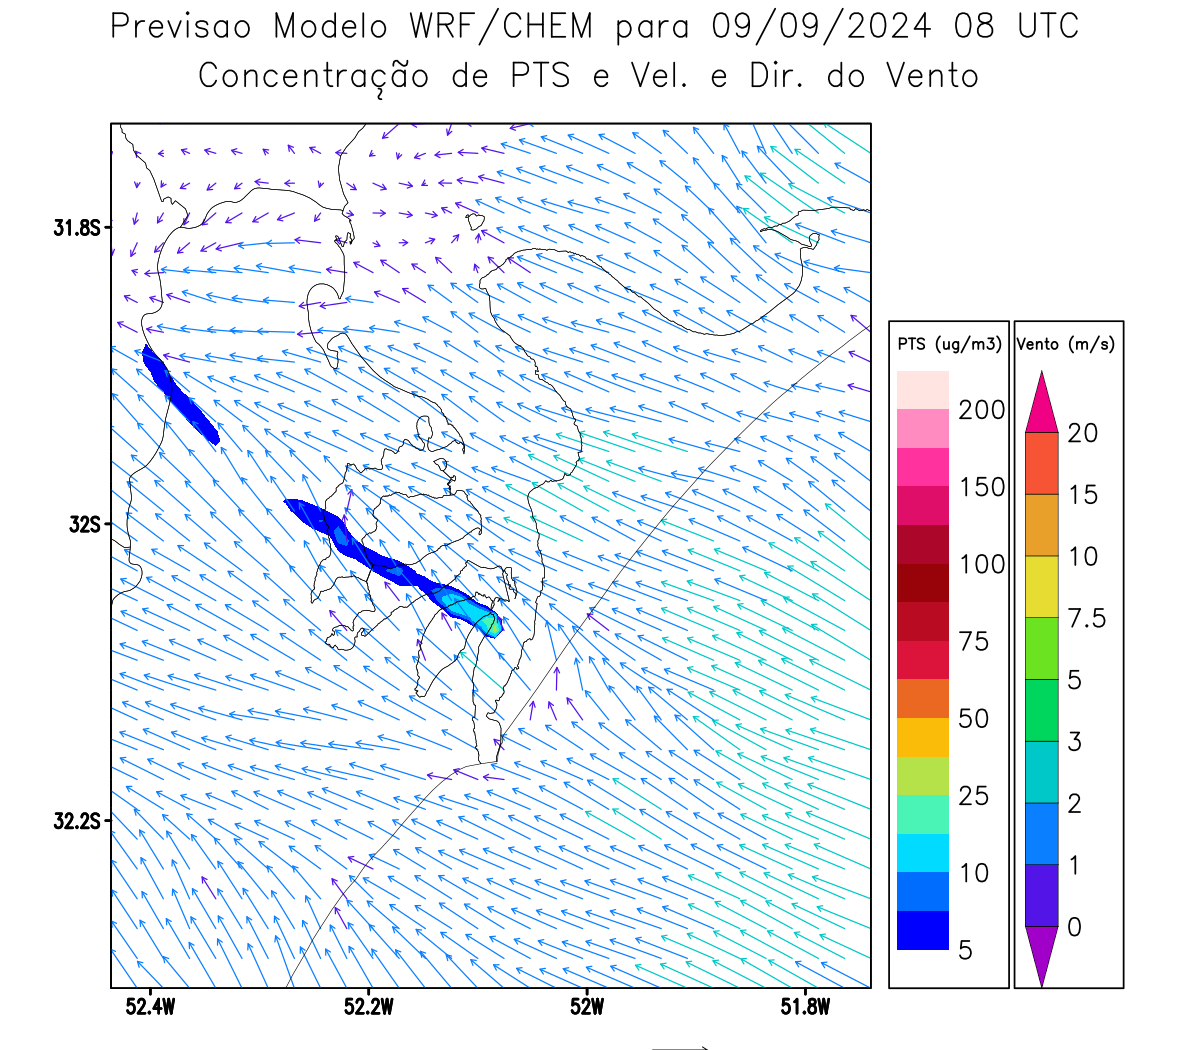 Previsao Modelo WRF/CHEM para 09/09/2024 08 UTC
Concentração de PTS e Vel. e Dir. do Vento
31.8S
32S
32.2S
52.4W
52.2W
52W
51.8W
PTS (ug/m3)
200
150
100
75
50
25
10
5
Vento (m/s)
20
15
10
7.5
5
3
2
1
0